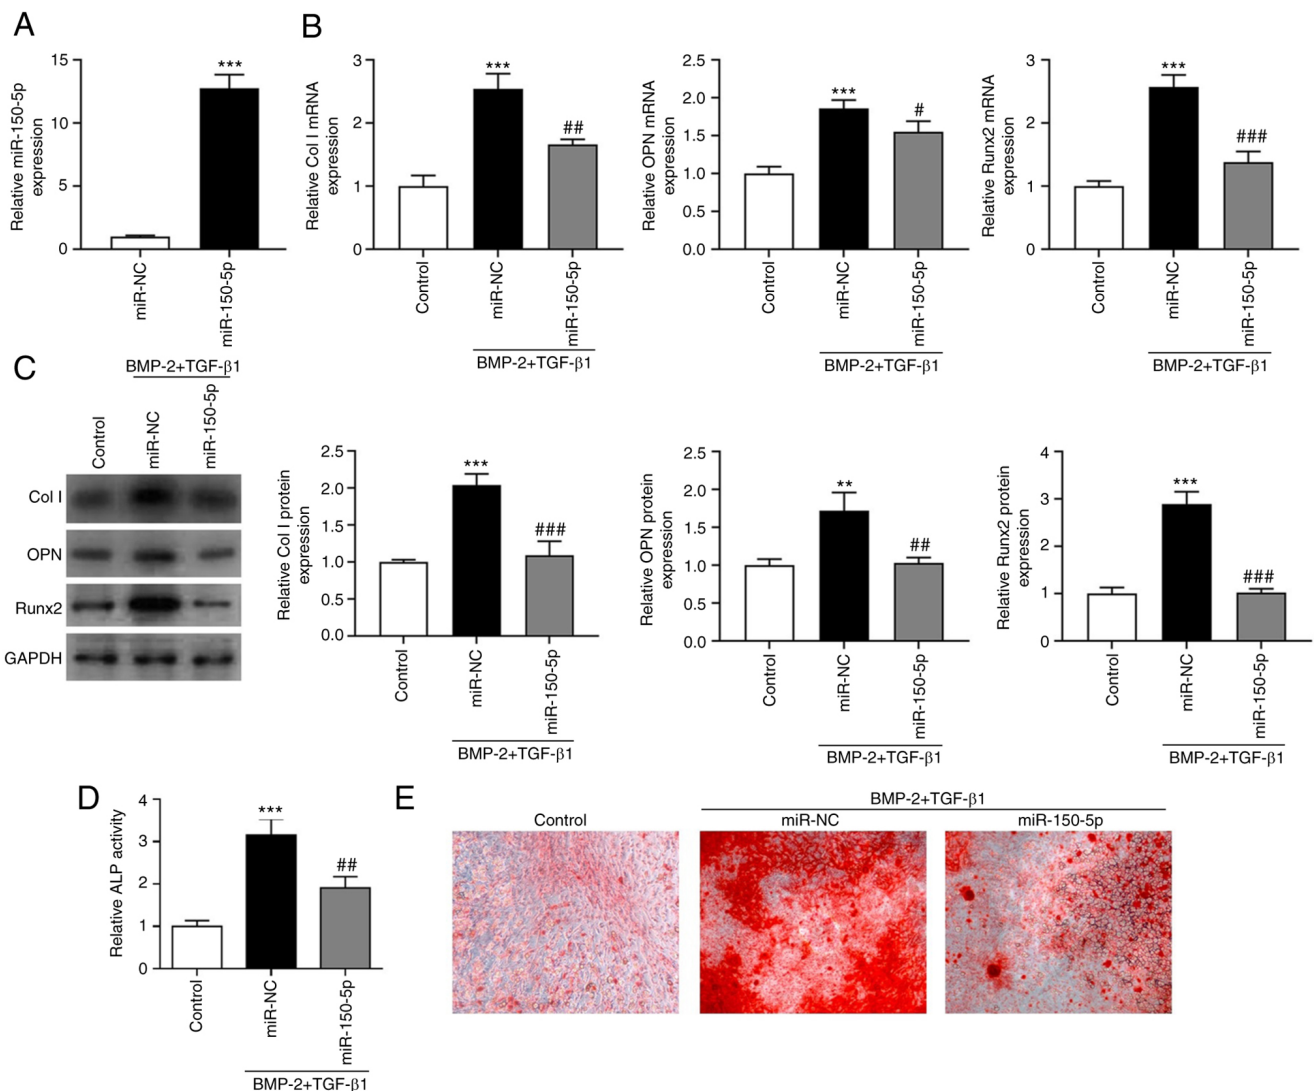 A
Relative miR-150-5p
expression
15
10
5
0
***
miR-NC
miR-150-5p
B
Relative Col I mRNA
expression
3
2
1
0
***
##
Control
miR-NC
miR-150-5p
BMP-2+TGF-β1
Relative OPN mRNA
expression
2.5
2.0
1.5
1.0
0.5
0.0
***
#
Control
miR-NC
miR-150-5p
BMP-2+TGF-β1
Relative Runx2 mRNA
expression
3
2
1
0
***
###
Control
miR-NC
miR-150-5p
BMP-2+TGF-β1
C
BMP-2+TGF-β1
Control
miR-NC
miR-150-5p
Col I
OPN
Runx2
GAPDH
Relative Col I protein
expression
2.5
2.0
1.5
1.0
0.5
0.0
***
###
Control
miR-NC
miR-150-5p
BMP-2+TGF-β1
Relative OPN protein
expression
2.5
2.0
1.5
1.0
0.5
0.0
**
##
Control
miR-NC
miR-150-5p
BMP-2+TGF-β1
Relative Runx2 protein
expression
4
3
2
1
0
***
###
Control
miR-NC
miR-150-5p
BMP-2+TGF-β1
D
Relative ALP activity
4
3
2
1
0
***
##
Control
miR-NC
miR-150-5p
BMP-2+TGF-β1
E
BMP-2+TGF-β1
Control
miR-NC
miR-150-5p